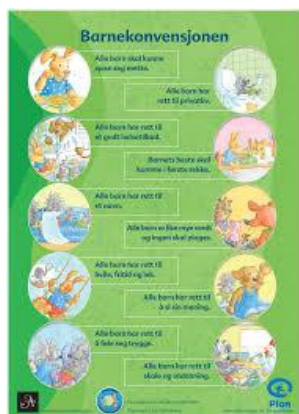 Barnekonvensjonen
Alle barn skal kunne
spise seg mette.
Alle barn har
rett til privatliv.
Alle barn har rett til
et godt helsetilbud.
Barnets beste skal
komme i første rekke.
Alle barn har rett til
et navn.
Alle barn er like mye verdt
og ingen skal plages.
Alle barn har rett til
hvile, fritid og lek.
Alle barn har rett til
å si sin mening.
Alle barn har rett til
å føle seg trygge.
Alle barn har rett til
skole og utdanning.
Plan